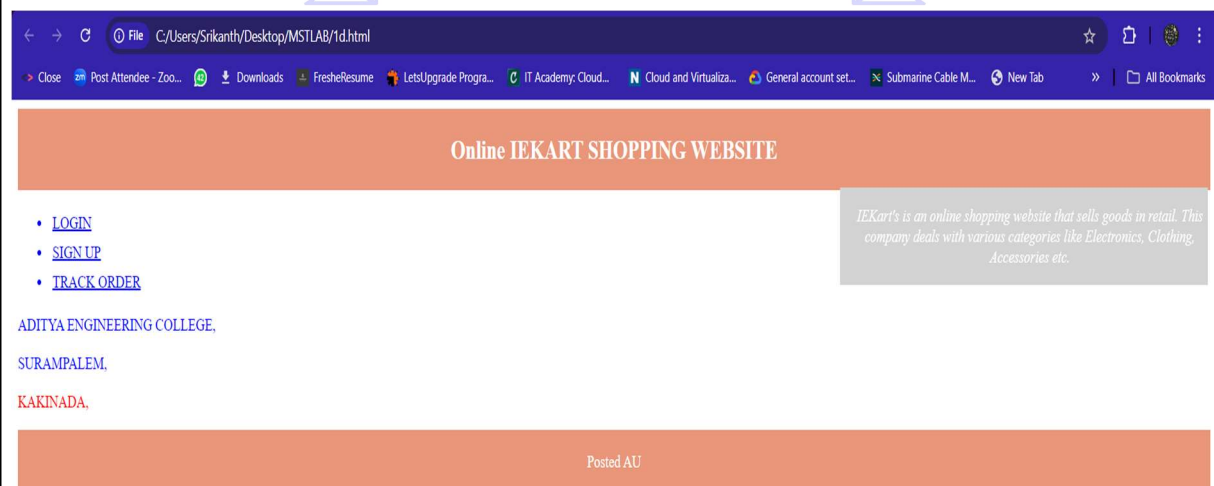 File C:/Users/Srikanth/Desktop/MSTLAB/1d.html
Close Post Attendee - Zoo... Downloads FresheResume LetsUpgrade Progra... IT Academy: Cloud... Cloud and Virtualiza... General account set... Submarine Cable M... New Tab » All Bookmarks
Online IEKART SHOPPING WEBSITE
• LOGIN
• SIGN UP
• TRACK ORDER
IEKart's is an online shopping website that sells goods in retail. This
company deals with various categories like Electronics, Clothing,
Accessories etc.
ADITYA ENGINEERING COLLEGE,
SURAMPALEM,
KAKINADA,
Posted AU